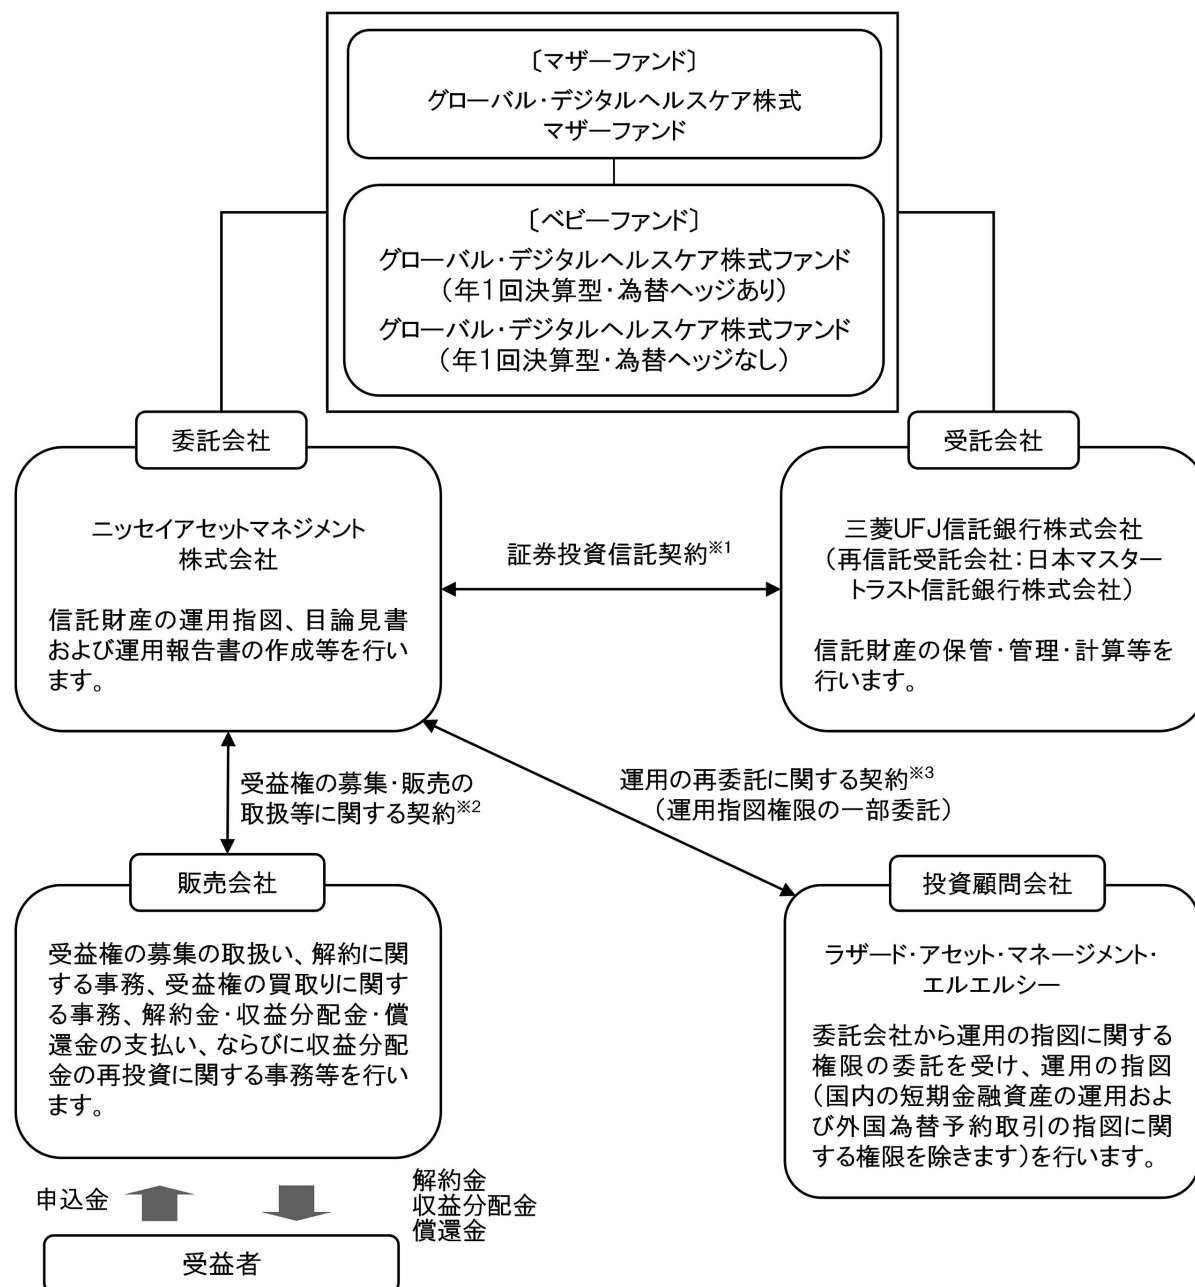 〔マザーファンド〕
グローバル・デジタルヘルスケア株式
マザーファンド
〔ベビーファンド〕
グローバル・デジタルヘルスケア株式ファンド
（年１回決算型・為替ヘッジあり）
グローバル・デジタルヘルスケア株式ファンド
（年１回決算型・為替ヘッジなし）
委託会社
ニッセイアセットマネジメント
株式会社
信託財産の運用指図、目論見書
および運用報告書の作成等を行い
ます。
証券投資信託契約※1
受託会社
三菱UFJ信託銀行株式会社
（再信託受託会社：日本マスター
トラスト信託銀行株式会社）
信託財産の保管・管理・計算等を
行います。
受益権の募集・販売の
取扱等に関する契約※2
運用の再委託に関する契約※3
（運用指図権限の一部委託）
販売会社
受益権の募集の取扱い、解約に関
する事務、受益権の買取りに関す
る事務、解約金・収益分配金・償
還金の支払い、ならびに収益分配
金の再投資に関する事務等を行い
ます。
投資顧問会社
ラザード・アセット・マネージメント・
エルエルシー
委託会社から運用の指図に関する
権限の委託を受け、運用の指図
（国内の短期金融資産の運用およ
び外国為替予約取引の指図に関
する権限を除きます）を行います。
申込金
解約金
収益分配金
償還金
受益者